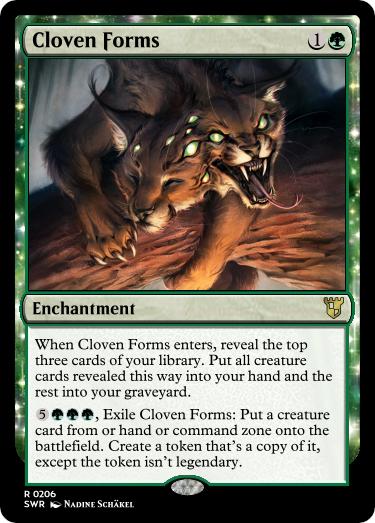 Cloven Forms 1
Enchantment
When Cloven Forms enters, reveal the top
three cards of your library. Put all creature
cards revealed this way into your hand and the
rest into your graveyard.
5, Exile Cloven Forms: Put a creature
card from or hand or command zone onto the
battlefield. Create a token that's a copy of it,
except the token isn't legendary.
R 0206
SWR Nadine Schäkel